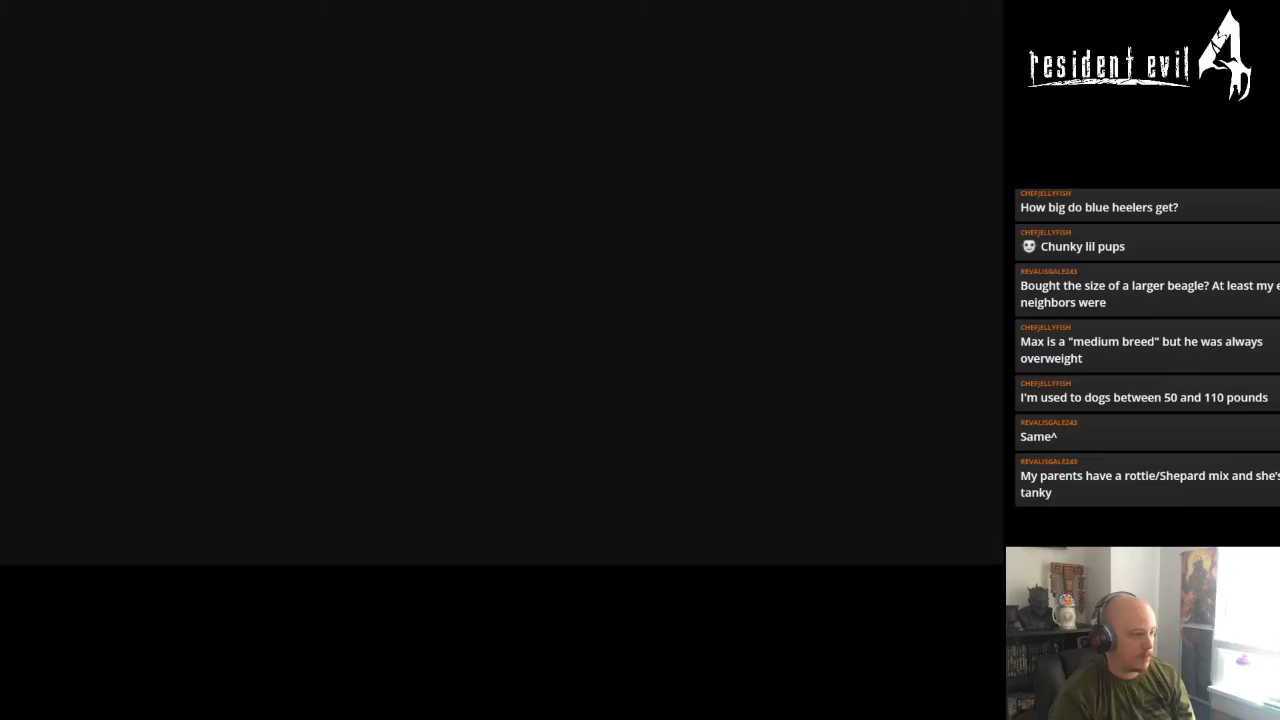 resident evil 4
CHEFJELLYFISH
How big do blue heelers get?
CHEFJELLYFISH
Chunky lil pups
REVALISGALE243
Bought the size of a larger beagle? At least my
neighbors were
CHEFJELLYFISH
Max is a "medium breed" but he was always
overweight
CHEFJELLYFISH
I'm used to dogs between 50 and 110 pounds
REVALISGALE243
Same^
REVALISGALE243
My parents have a rottie/Shepard mix and she's
tanky